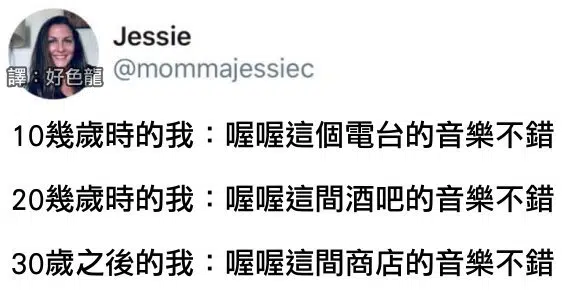 Jessie
@mommajessiec
譯：好色龍
10幾歲時的我：喔喔這個電台的音樂不錯
20幾歲時的我：喔喔這間酒吧的音樂不錯
30歲之後的我：喔喔這間商店的音樂不錯